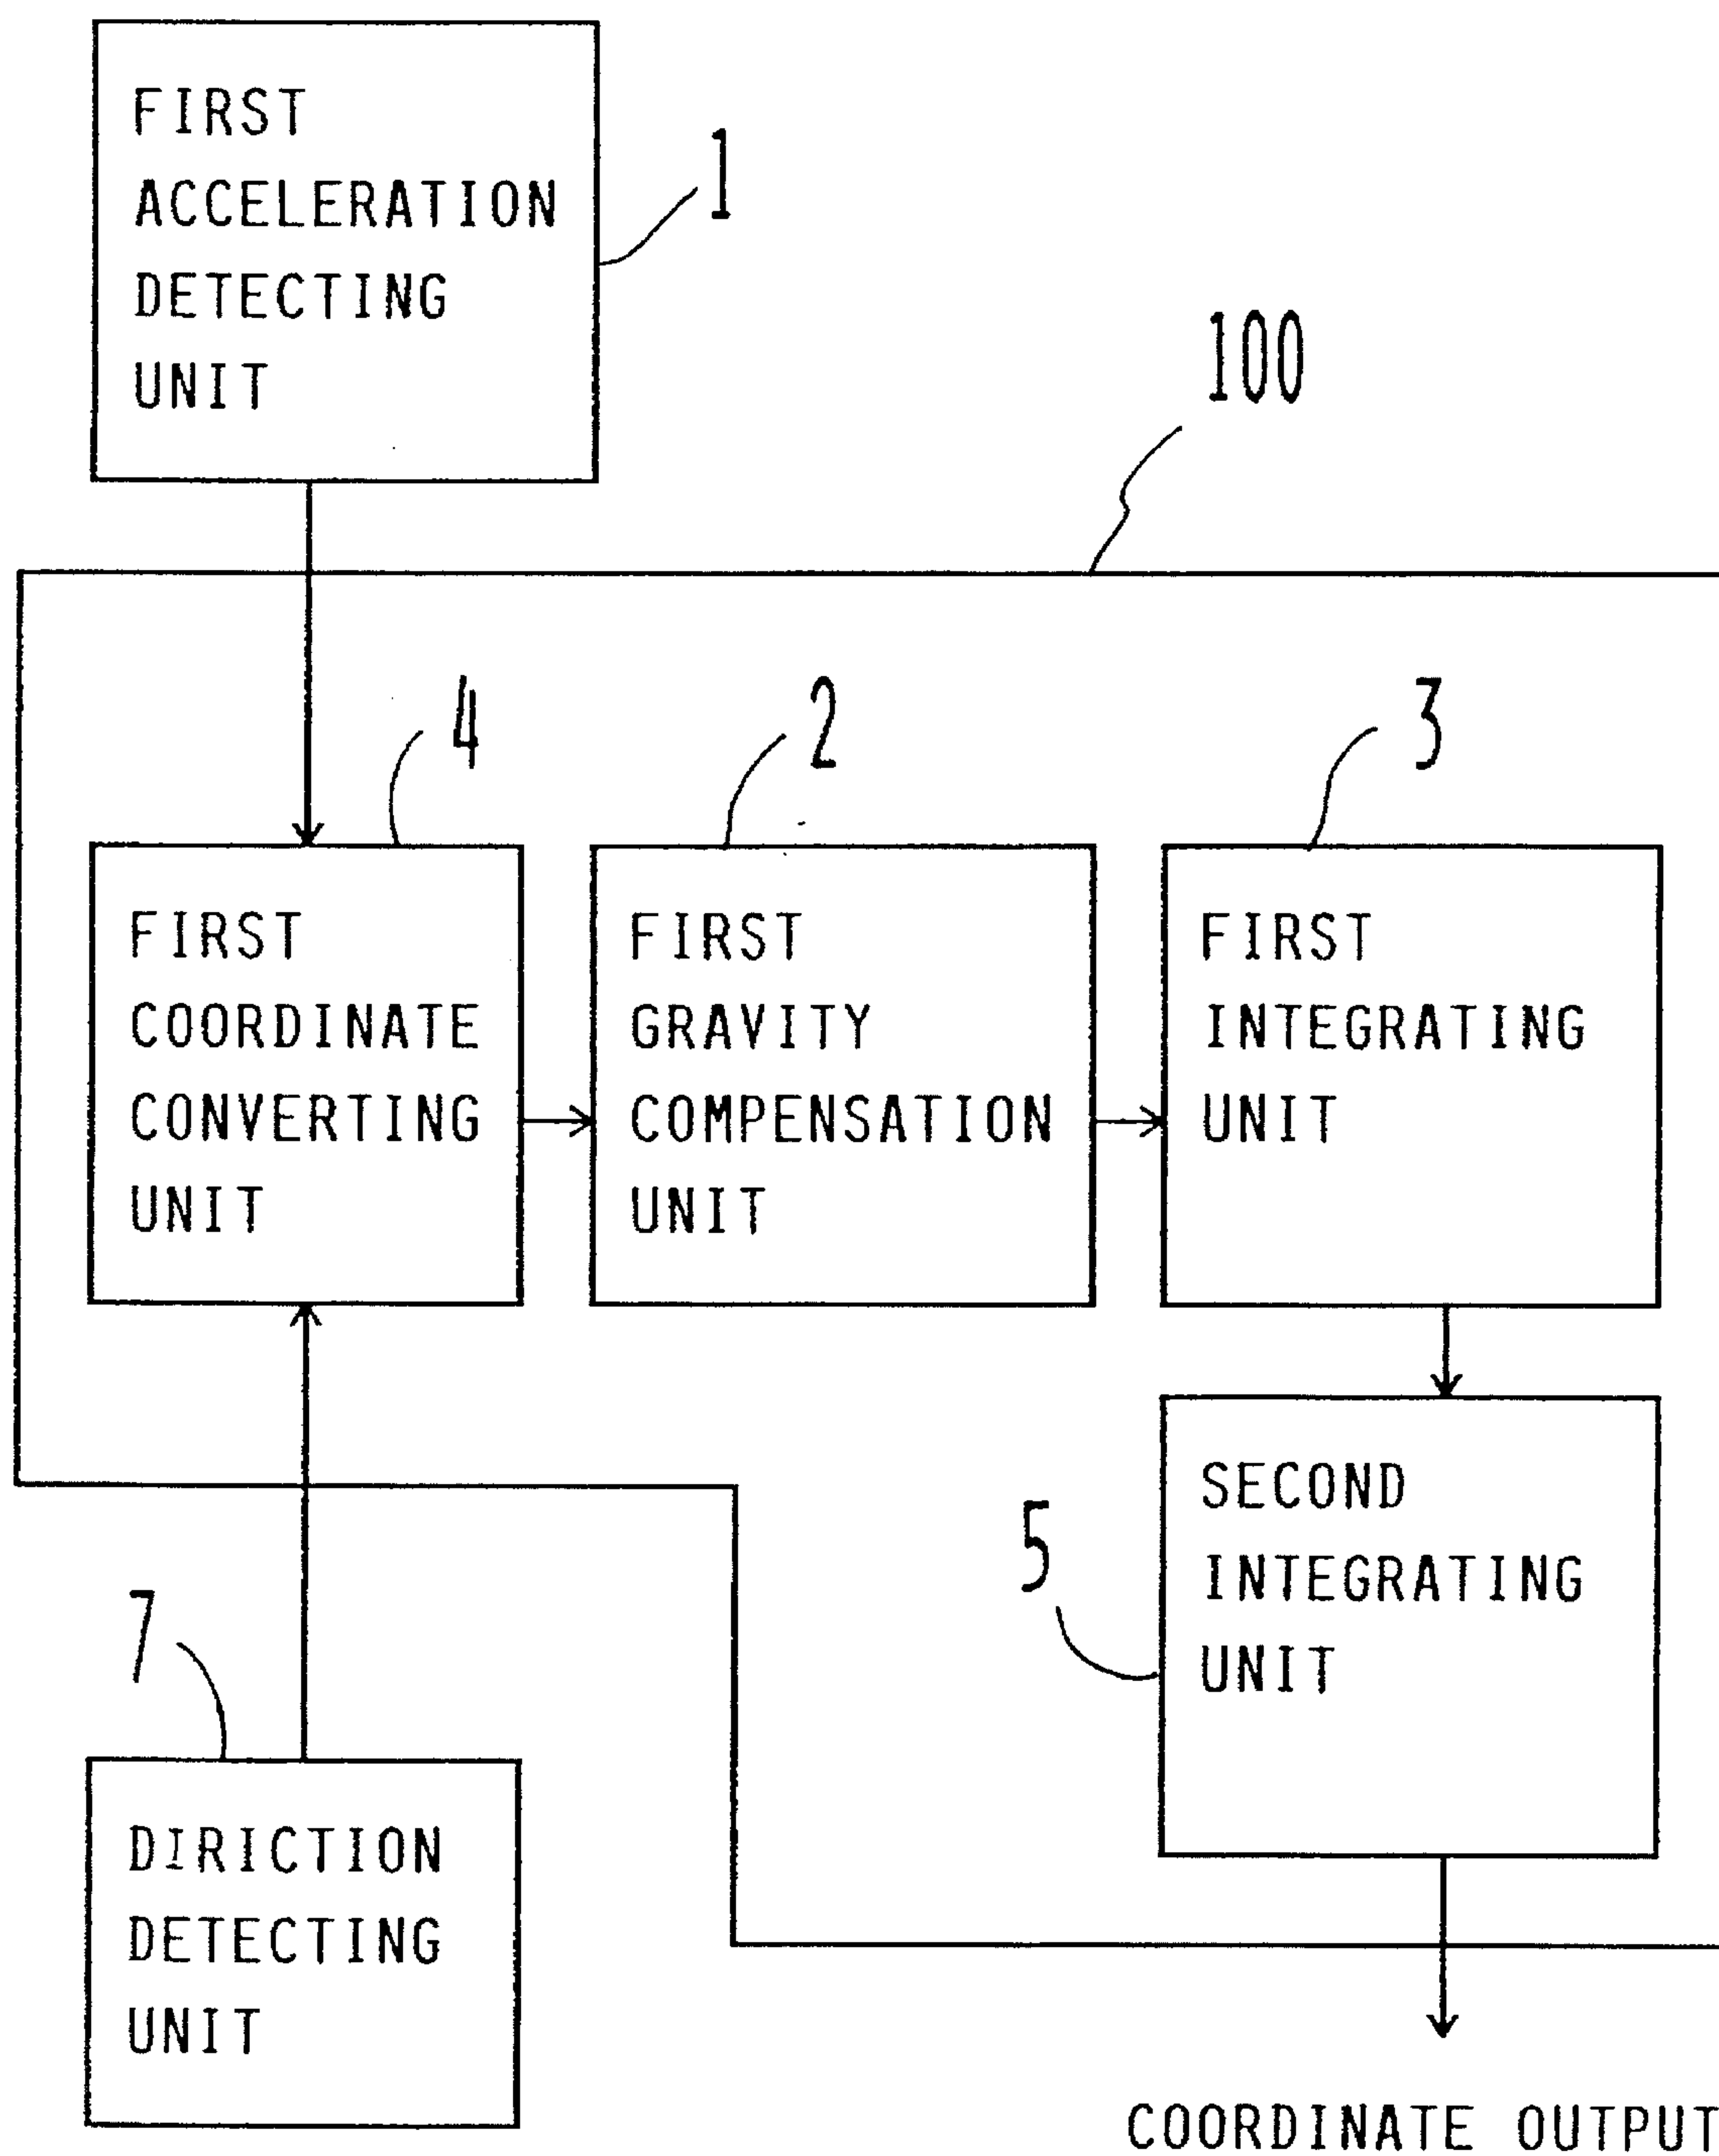 FIRST
ACCELERATION
DETECTING
UNIT
1
100
4
2
3
FIRST
COORDINATE
CONVERTING
UNIT
FIRST
GRAVITY
COMPENSATION
UNIT
FIRST
INTEGRATING
UNIT
5
SECOND
INTEGRATING
UNIT
7
DIRICTION
DETECTING
UNIT
COORDINATE OUTPUT